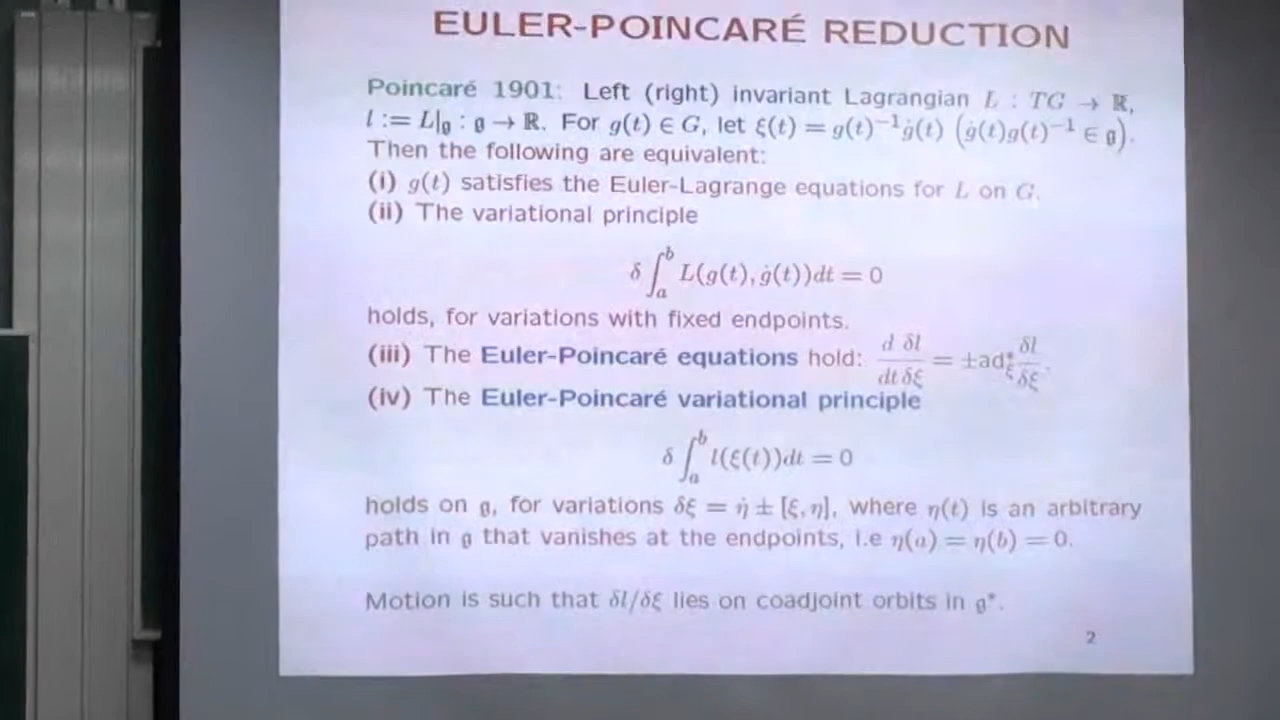 EULER-POINCARÉ REDUCTION
Poincaré 1901: Left (right) invariant Lagrangian L : TG → ℝ,
l := L|𝔤 : 𝔤 → ℝ. For g(t) ∈ G, let ξ(t) = g(t)⁻¹ġ(t) (ġ(t)g(t)⁻¹ ∈ 𝔤).
Then the following are equivalent:
(i) g(t) satisfies the Euler-Lagrange equations for L on G.
(ii) The variational principle
δ ∫ₐᵇ L(g(t), ġ(t))dt = 0
holds, for variations with fixed endpoints.
(iii) The Euler-Poincaré equations hold: d/dt δl/δξ = ±ad*_ξ δl/δξ.
(iv) The Euler-Poincaré variational principle
δ ∫ₐᵇ l(ξ(t))dt = 0
holds on 𝔤, for variations δξ = η̇ ± [ξ, η], where η(t) is an arbitrary
path in 𝔤 that vanishes at the endpoints, i.e η(a) = η(b) = 0.
Motion is such that δl/δξ lies on coadjoint orbits in 𝔤*.
2